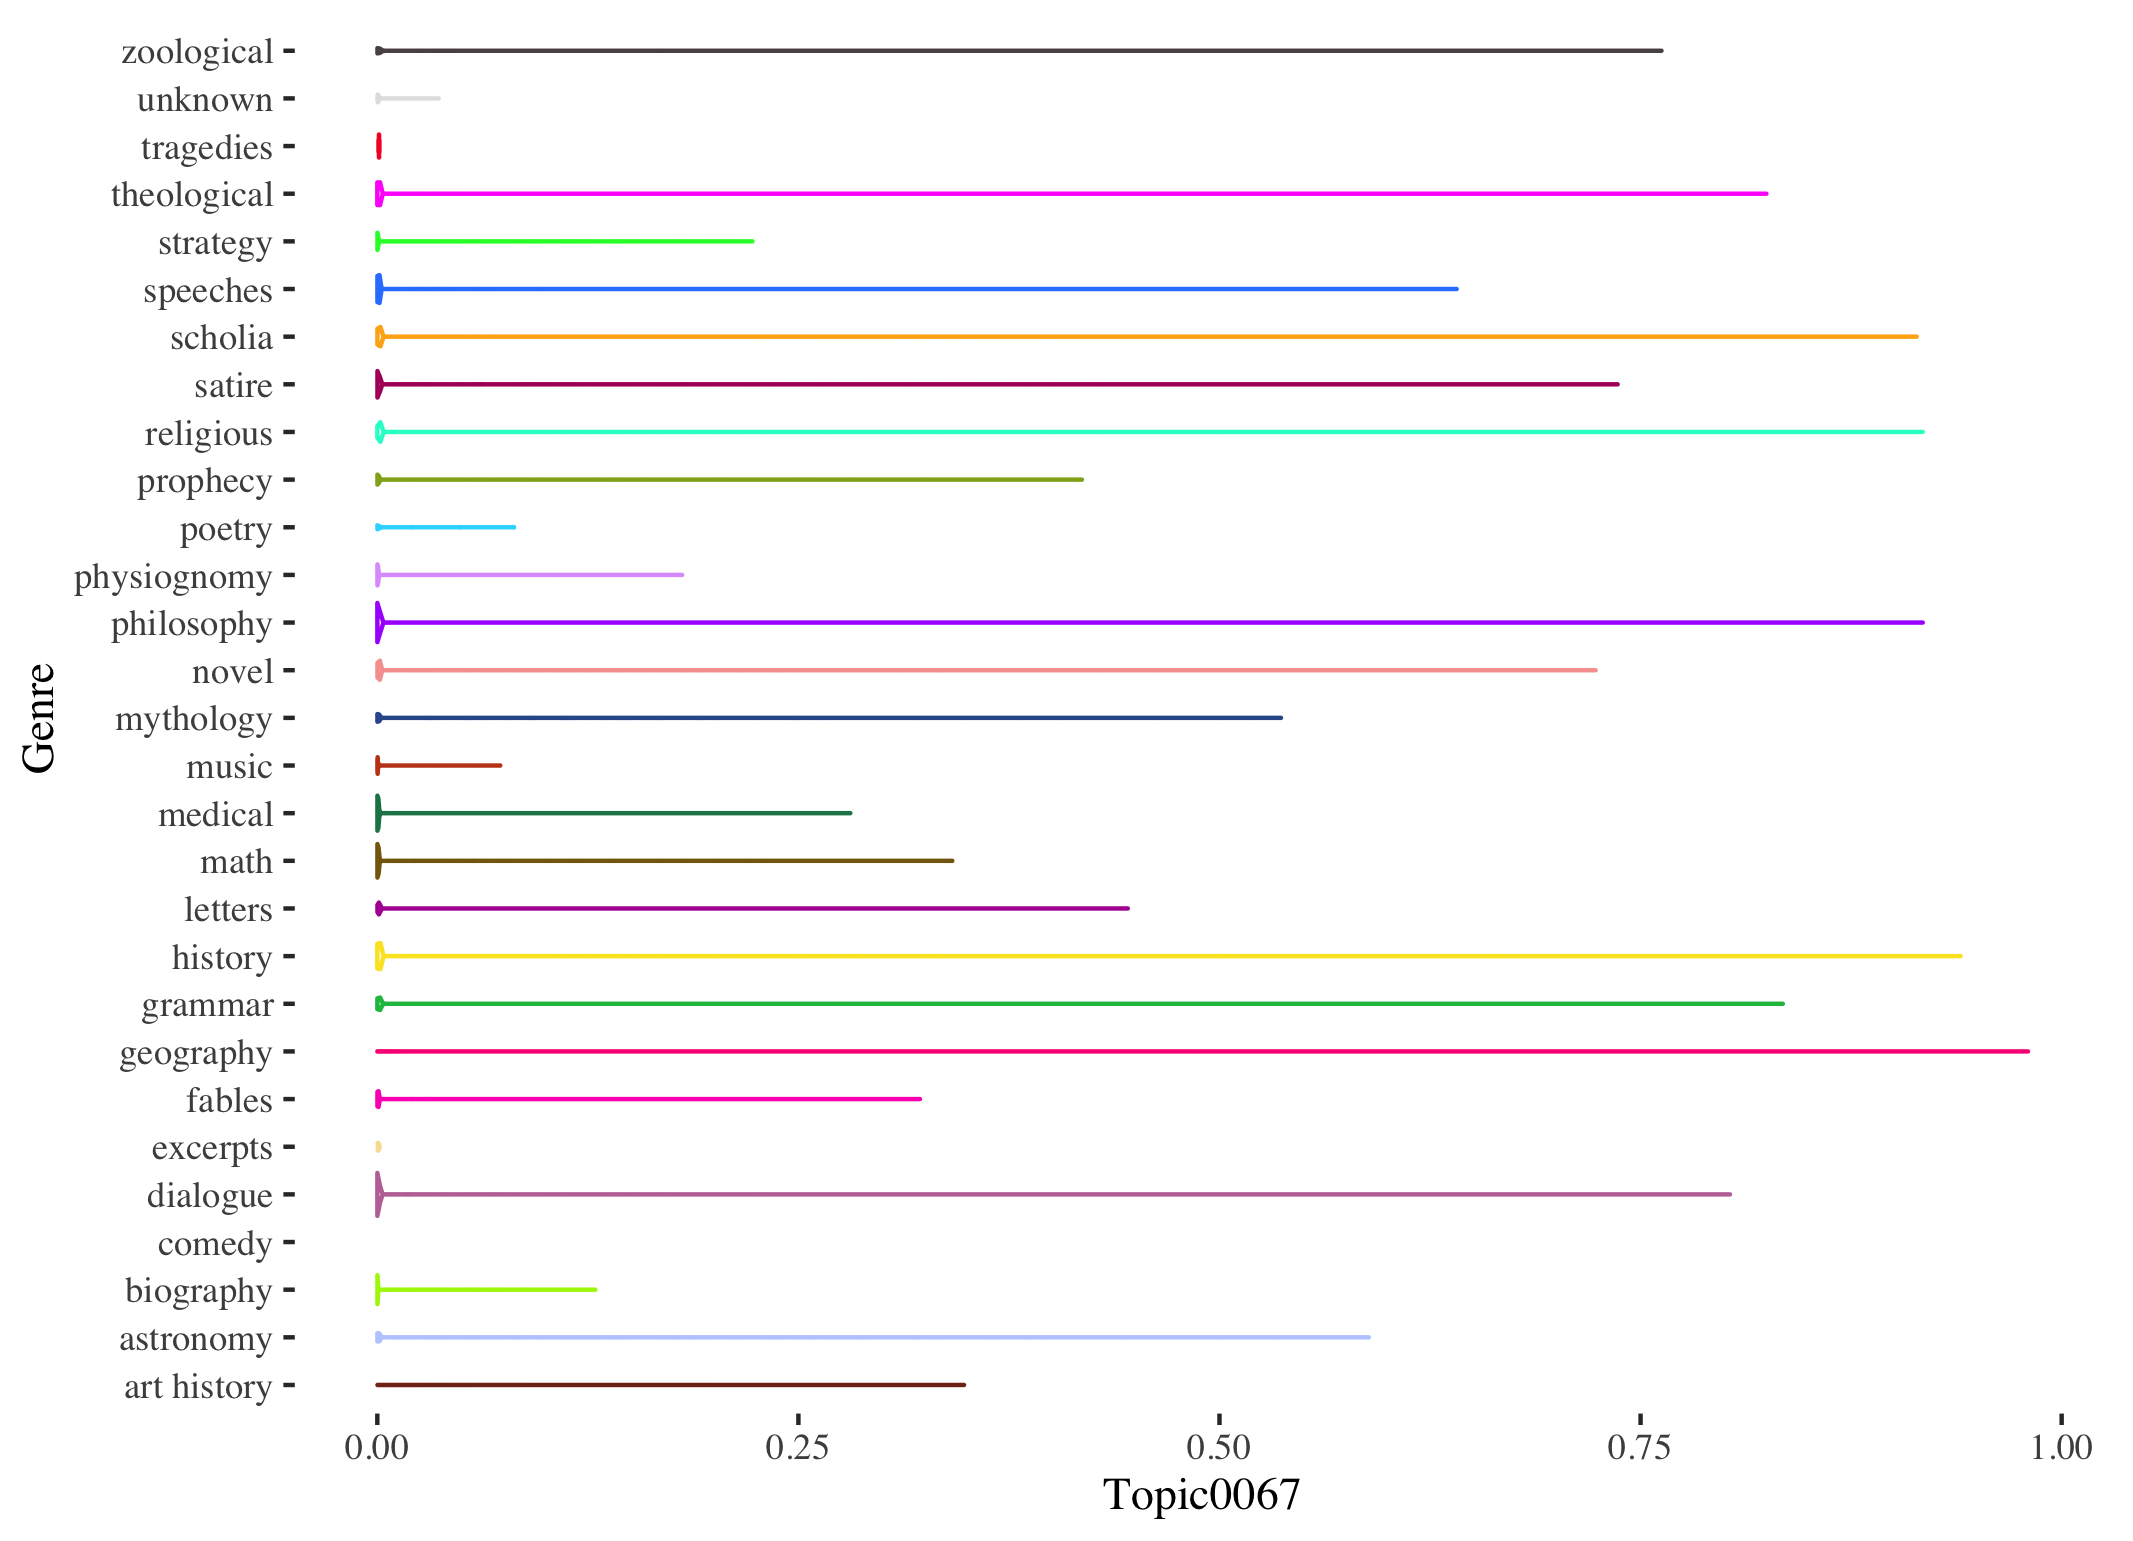 zoological
unknown
tragedies
theological
strategy
speeches
scholia
satire
religious
prophecy
poetry
physiognomy
philosophy
novel
mythology
music
medical
math
letters
history
grammar
geography
fables
excerpts
dialogue
comedy
biography
astronomy
art history
Genre
0.00 0.25 0.50 0.75 1.00
Topic0067